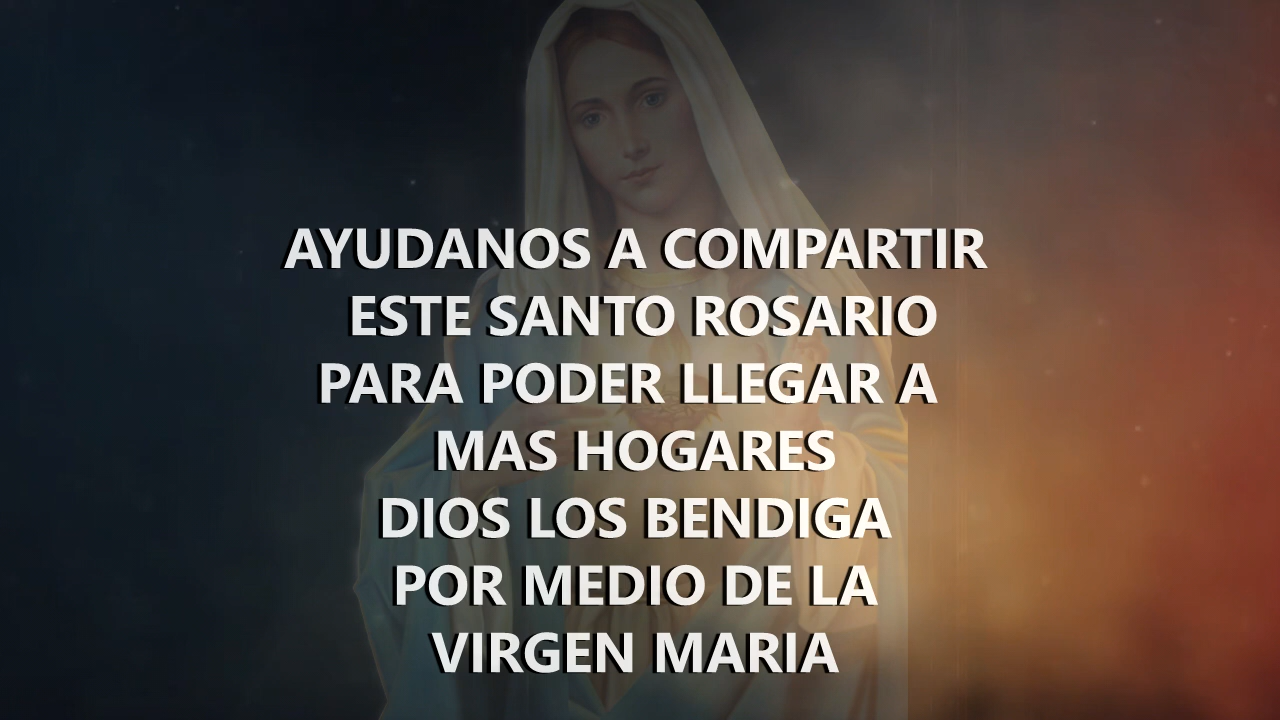 AYUDANOS A COMPARTIR
ESTE SANTO ROSARIO
PARA PODER LLEGAR A
MAS HOGARES
DIOS LOS BENDIGA
POR MEDIO DE LA
VIRGEN MARIA